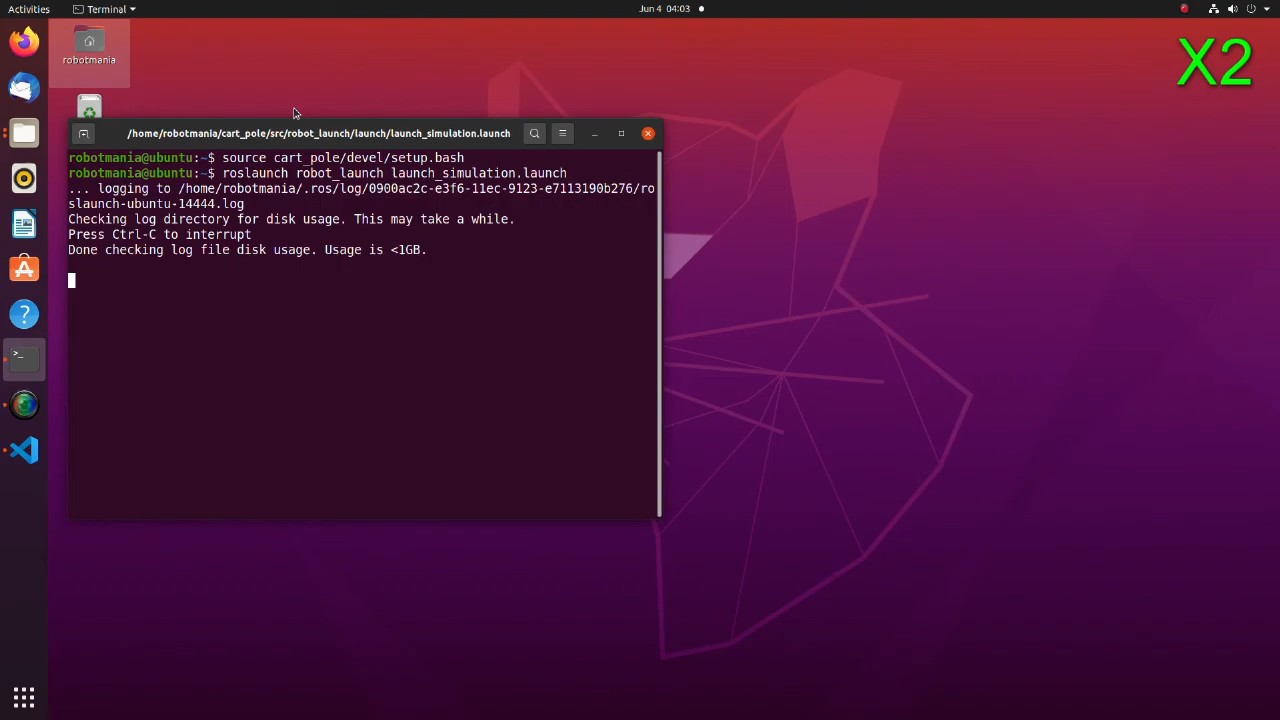 Activities
Terminal
Jun 4 04:03
X2
robotmania
/home/robotmania/cart_pole/src/robot_launch/launch/launch_simulation.launch
robotmania@ubuntu:~$ source cart_pole/devel/setup.bash
robotmania@ubuntu:~$ roslaunch robot_launch launch_simulation.launch
... logging to /home/robotmania/.ros/log/0900ac2c-e3f6-11ec-9123-e7113190b276/ro
slaunch-ubuntu-14444.log
Checking log directory for disk usage. This may take a while.
Press Ctrl-C to interrupt
Done checking log file disk usage. Usage is <1GB.